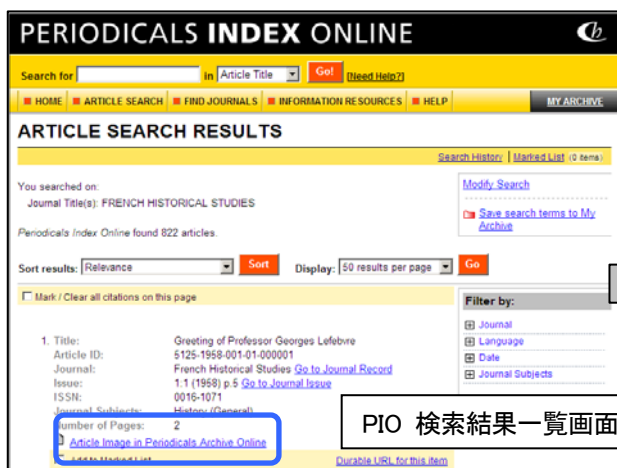 PERIODICALS INDEX ONLINE
Search for in Article Title Go! [Need Help?]
HOME ARTICLE SEARCH FIND JOURNALS INFORMATION RESOURCES HELP MY ARCHIVE
ARTICLE SEARCH RESULTS
Search History | Marked List (0 items)
You searched on:
Journal Title(s): FRENCH HISTORICAL STUDIES
Periodicals Index Online found 822 articles.
Modify Search
Save search terms to My
Archive
Sort results: Relevance Sort Display: 50 results per page Go
Mark / Clear all citations on this page
Filter by:
Journal
Language
Date
Journal Subjects
1. Title: Greeting of Professor Georges Lefebvre
Article ID: 5125-1958-001-01-000001
Journal: French Historical Studies Go to Journal Record
Issue: 1.1 (1958) p.5 Go to Journal Issue
ISSN: 0016-1071
Journal Subjects: History (General)
Number of Pages: 2
Article Image in Periodicals Archive Online
Add to Marked List Durable URL for this item
PIO 検索結果一覧画面